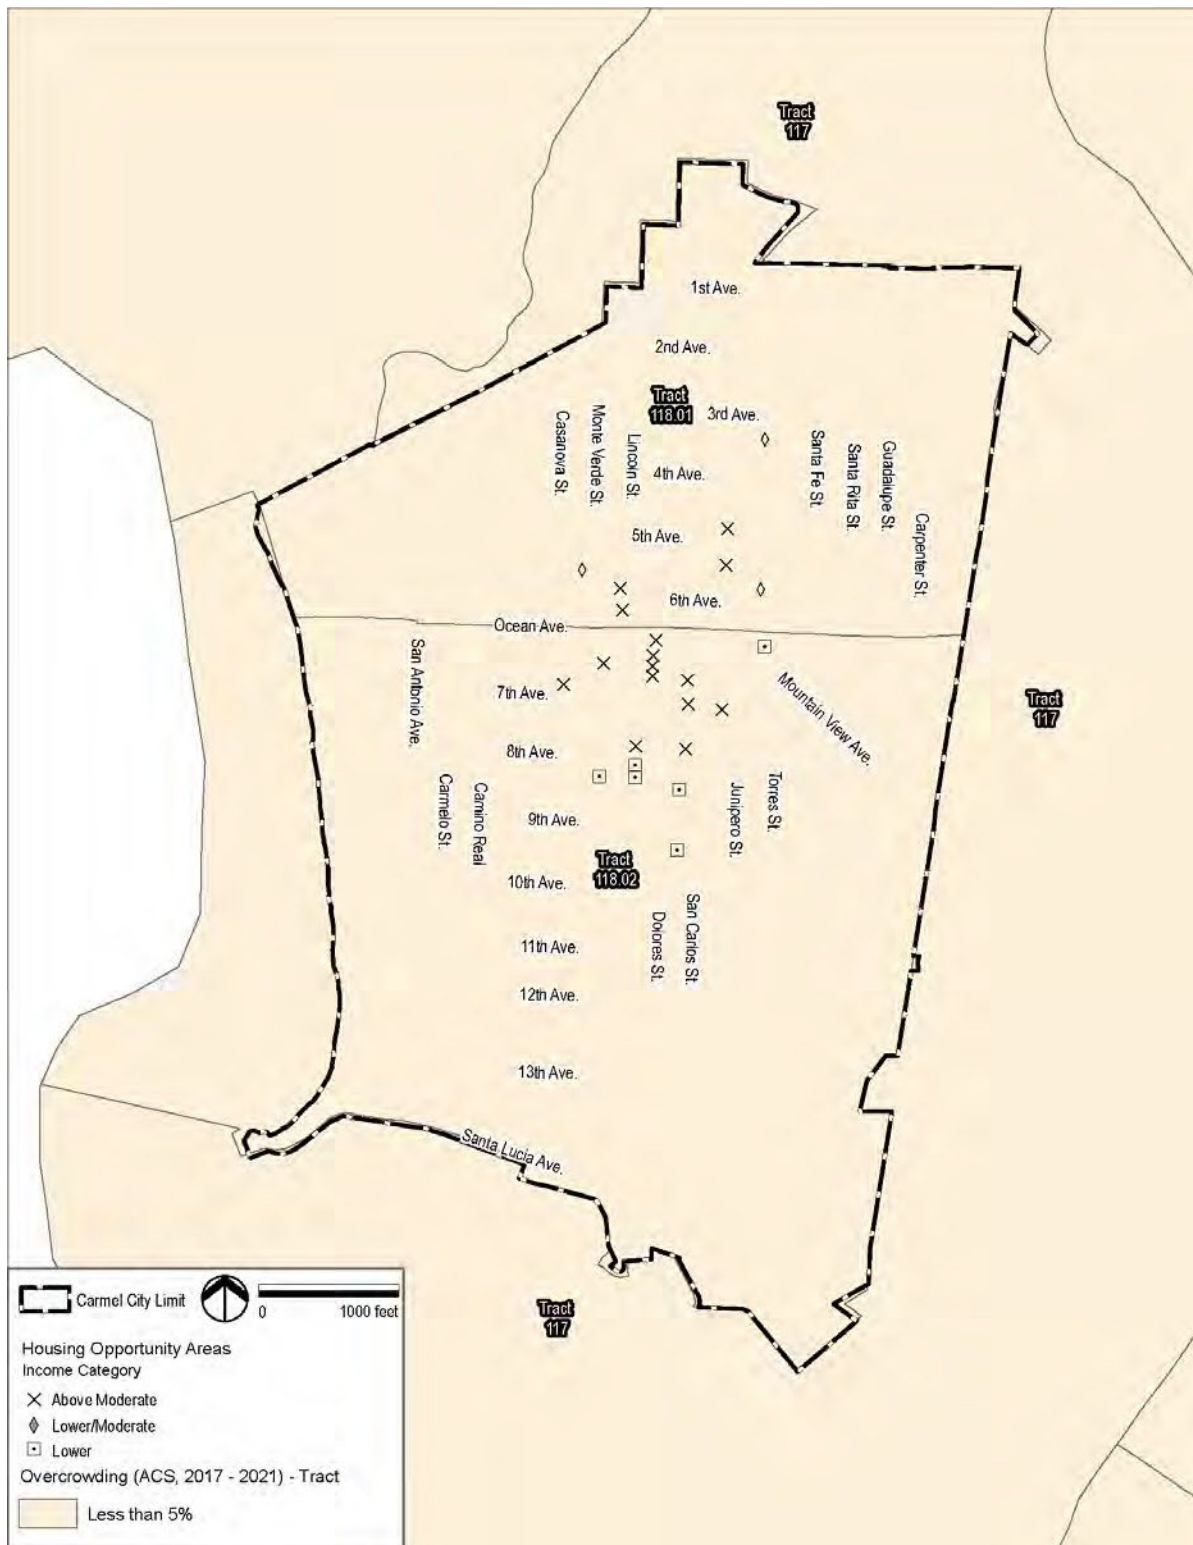 Tract
117
1st Ave.
2nd Ave.
Tract
118.01
3rd Ave.
Casanova St.
Monte Verde St.
Lincoln St.
4th Ave.
Santa Fe St.
Santa Rita St.
Guadalupe St.
Carpenter St.
5th Ave.
6th Ave.
Ocean Ave.
San Antonio Ave.
7th Ave.
Mountain View Ave.
Tract
117
8th Ave.
Carmelo St.
Camino Real
Junipero St.
Torres St.
9th Ave.
Tract
118.02
10th Ave.
Dolores St.
San Carlos St.
11th Ave.
12th Ave.
13th Ave.
Santa Lucia Ave.
Tract
117
Carmel City Limit
0 1000 feet
Housing Opportunity Areas
Income Category
Above Moderate
Lower/Moderate
Lower
Overcrowding (ACS, 2017 - 2021) - Tract
Less than 5%